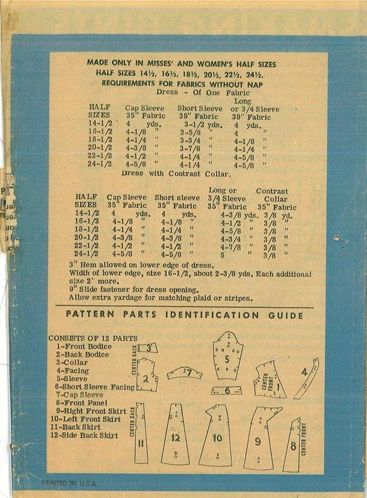 MADE ONLY IN MISSES' AND WOMEN'S HALF SIZES
HALF SIZES 14½, 16½, 18½, 20½, 22½, 24½.
REQUIREMENTS FOR FABRICS WITHOUT NAP
Dress - Of One Fabric
Long
HALF Cap Sleeve Short Sleeve or 3/4 Sleeve
SIZES 35" Fabric 39" Fabric 39" Fabric
14-1/2 4 yds. 3-1/2 yds. 4 yds.
16-1/2 4-1/8 " 3-5/8 " 4 "
18-1/2 4-1/4 " 3-3/4 " 4-1/8 "
20-1/2 4-3/8 " 3-7/8 " 4-1/4 "
22-1/2 4-1/2 " 4-1/4 " 4-5/8 "
24-1/2 4-5/8 " 4-1/4 " 4-5/8 "
Dress with Contrast Collar.
Long or Contrast
HALF Cap Sleeve Short sleeve 3/4 Sleeve Collar
SIZES 35" Fabric 35" Fabric 35" Fabric 35" Fabric
14-1/2 4 yds. 4 yds. 4-3/8 yds. 3/8 yd.
16-1/2 4-1/8 " 4-1/8 " 4-1/2 " 3/8 "
18-1/2 4-1/4 " 4-1/4 " 4-5/8 " 3/8 "
20-1/2 4-3/8 " 4-3/8 " 4-3/4 " 3/8 "
22-1/2 4-1/2 " 4-1/2 " 4-7/8 " 3/8 "
24-1/2 4-5/8 " 4-5/8 " 5 " 3/8 "
3" Hem allowed on lower edge of dress.
Width of lower edge, size 16-1/2, about 2-3/8 yds. Each additional
size 2" more.
9" Slide fastener for dress opening.
Allow extra yardage for matching plaid or stripes.
PATTERN PARTS IDENTIFICATION GUIDE
CONSISTS OF 12 PARTS
1-Front Bodice
2-Back Bodice
3-Collar
4-Facing
5-Sleeve
6-Short Sleeve Facing
7-Cap Sleeve
8-Front Panel
9-Right Front Skirt
10-Left Front Skirt
11-Back Skirt
12-Side Back Skirt
CENTER BACK
3
2
7
5
6
CENTER FRONT
1
4
CENTER BACK
11
12
10
9
8
CENTER FRONT
PRINTED IN U.S.A.